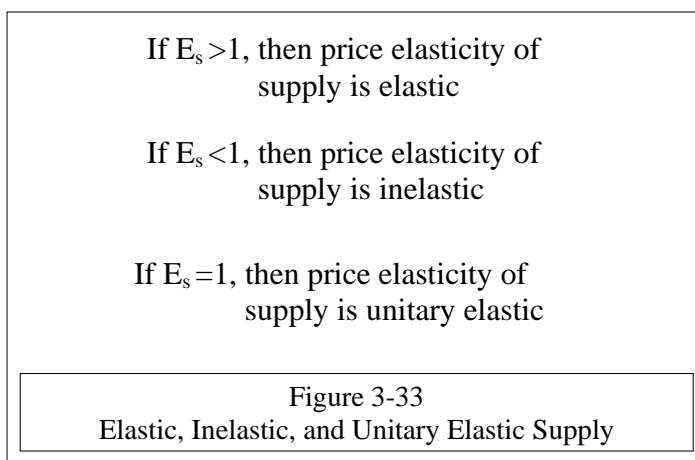 If Es >1, then price elasticity of
supply is elastic
If Es <1, then price elasticity of
supply is inelastic
If Es =1, then price elasticity of
supply is unitary elastic
Figure 3-33
Elastic, Inelastic, and Unitary Elastic Supply